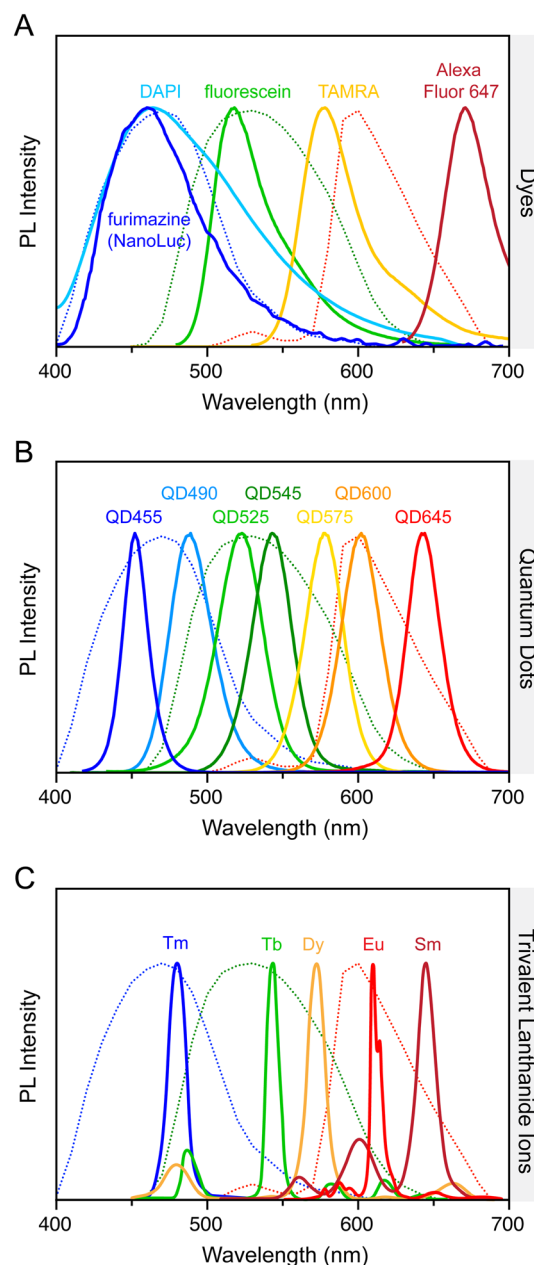 A
DAPI
fluorescein
TAMRA
Alexa
Fluor 647
furimazine
(NanoLuc)
PL Intensity
Dyes
400
500
600
700
Wavelength (nm)
B
QD490
QD545
QD600
QD455
QD525
QD575
QD645
PL Intensity
Quantum Dots
400
500
600
700
Wavelength (nm)
C
Tm
Tb
Dy
Eu
Sm
PL Intensity
Trivalent Lanthanide Ions
400
500
600
700
Wavelength (nm)